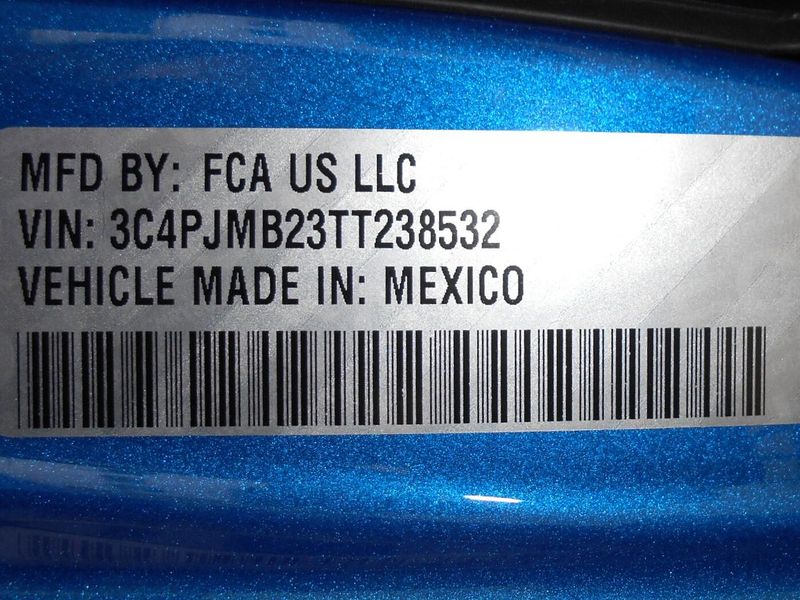 MFD BY: FCA US LLC
VIN: 3C4PJMB23TT238532
VEHICLE MADE IN: MEXICO